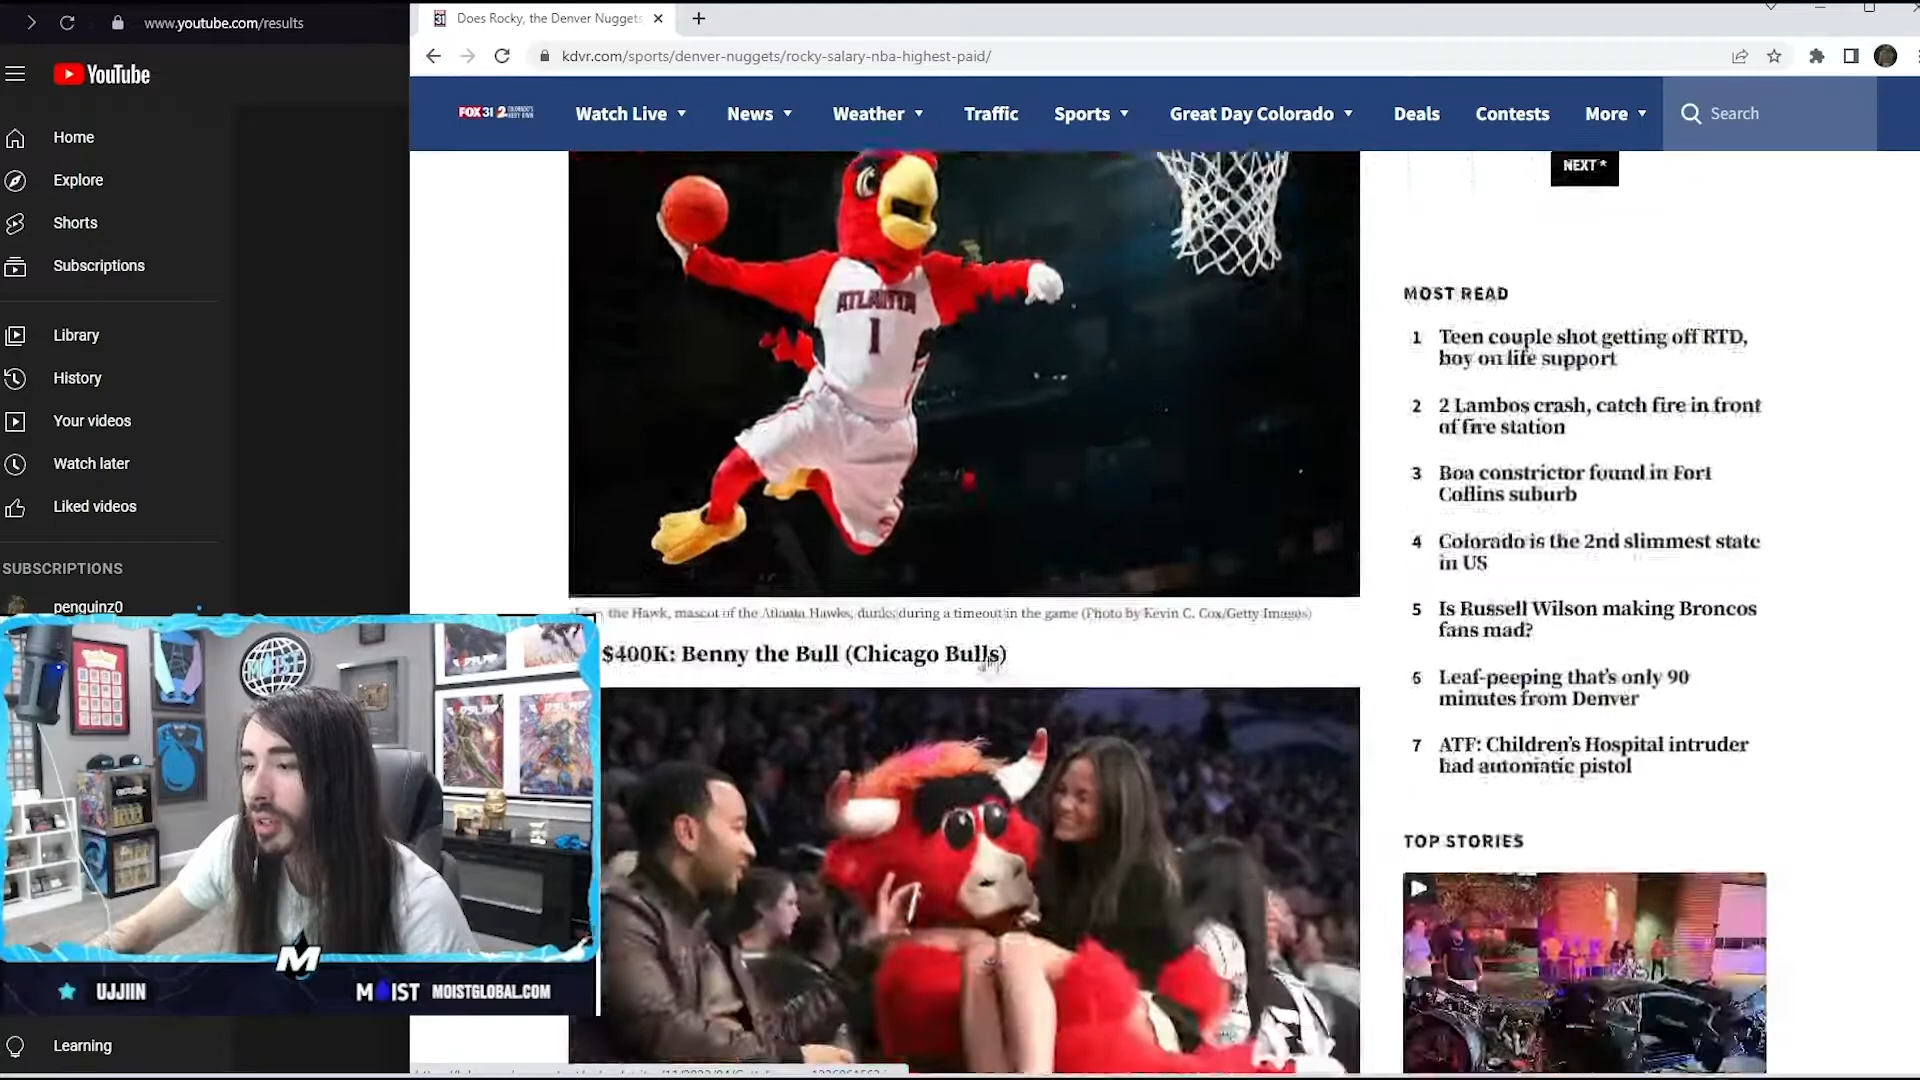 www.youtube.com/results
YouTube
Home
Explore
Shorts
Subscriptions
Library
History
Your videos
Watch later
Liked videos
SUBSCRIPTIONS
penguinz0
MOIST
M
UJJIIN
MOIST MOISTGLOBAL.COM
Learning
31
Does Rocky, the Denver Nuggets
kdvr.com/sports/denver-nuggets/rocky-salary-nba-highest-paid/
FOX 31 2
Watch Live
News
Weather
Traffic
Sports
Great Day Colorado
Deals
Contests
More
Search
ATLANTA
1
the Hawk, mascot of the Atlanta Hawks, dunks during a timeout in the game (Photo by Kevin C. Cox/Getty Images)
$400K: Benny the Bull (Chicago Bulls)
NEXT *
MOST READ
1 Teen couple shot getting off RTD,
boy on life support
2 2 Lambos crash, catch fire in front
of fire station
3 Boa constrictor found in Fort
Collins suburb
4 Colorado is the 2nd slimmest state
in US
5 Is Russell Wilson making Broncos
fans mad?
6 Leaf-peeping that's only 90
minutes from Denver
7 ATF: Children's Hospital intruder
had automatic pistol
TOP STORIES